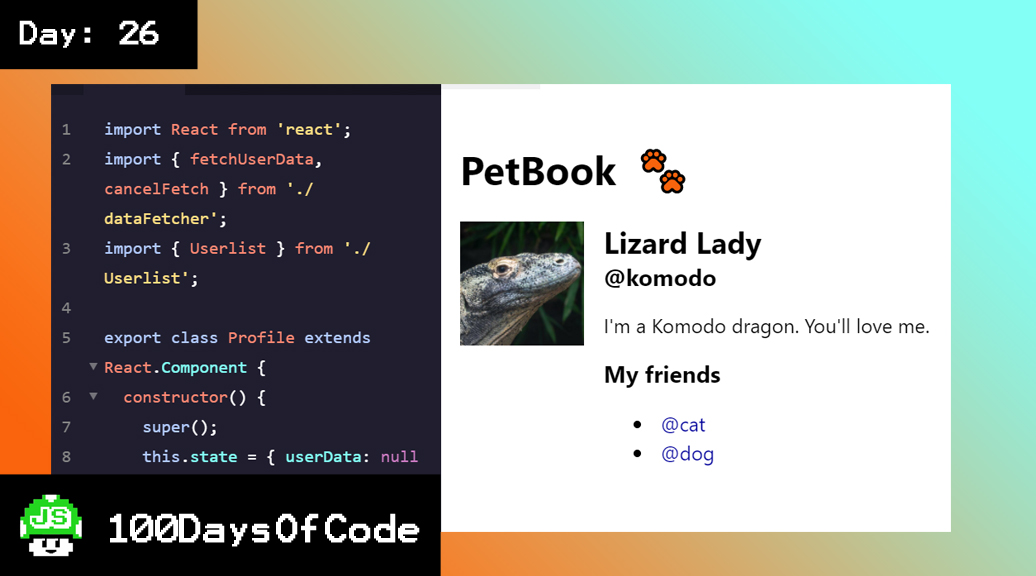 Day: 26
1 import React from 'react';
2 import { fetchUserData,
cancelFetch } from './
dataFetcher';
3 import { Userlist } from './
Userlist';
4
5 export class Profile extends
React.Component {
6 constructor() {
7 super();
8 this.state = { userData: null
PetBook
Lizard Lady
@komodo
I'm a Komodo dragon. You'll love me.
My friends
• @cat
• @dog
JS
100DaysOfCode